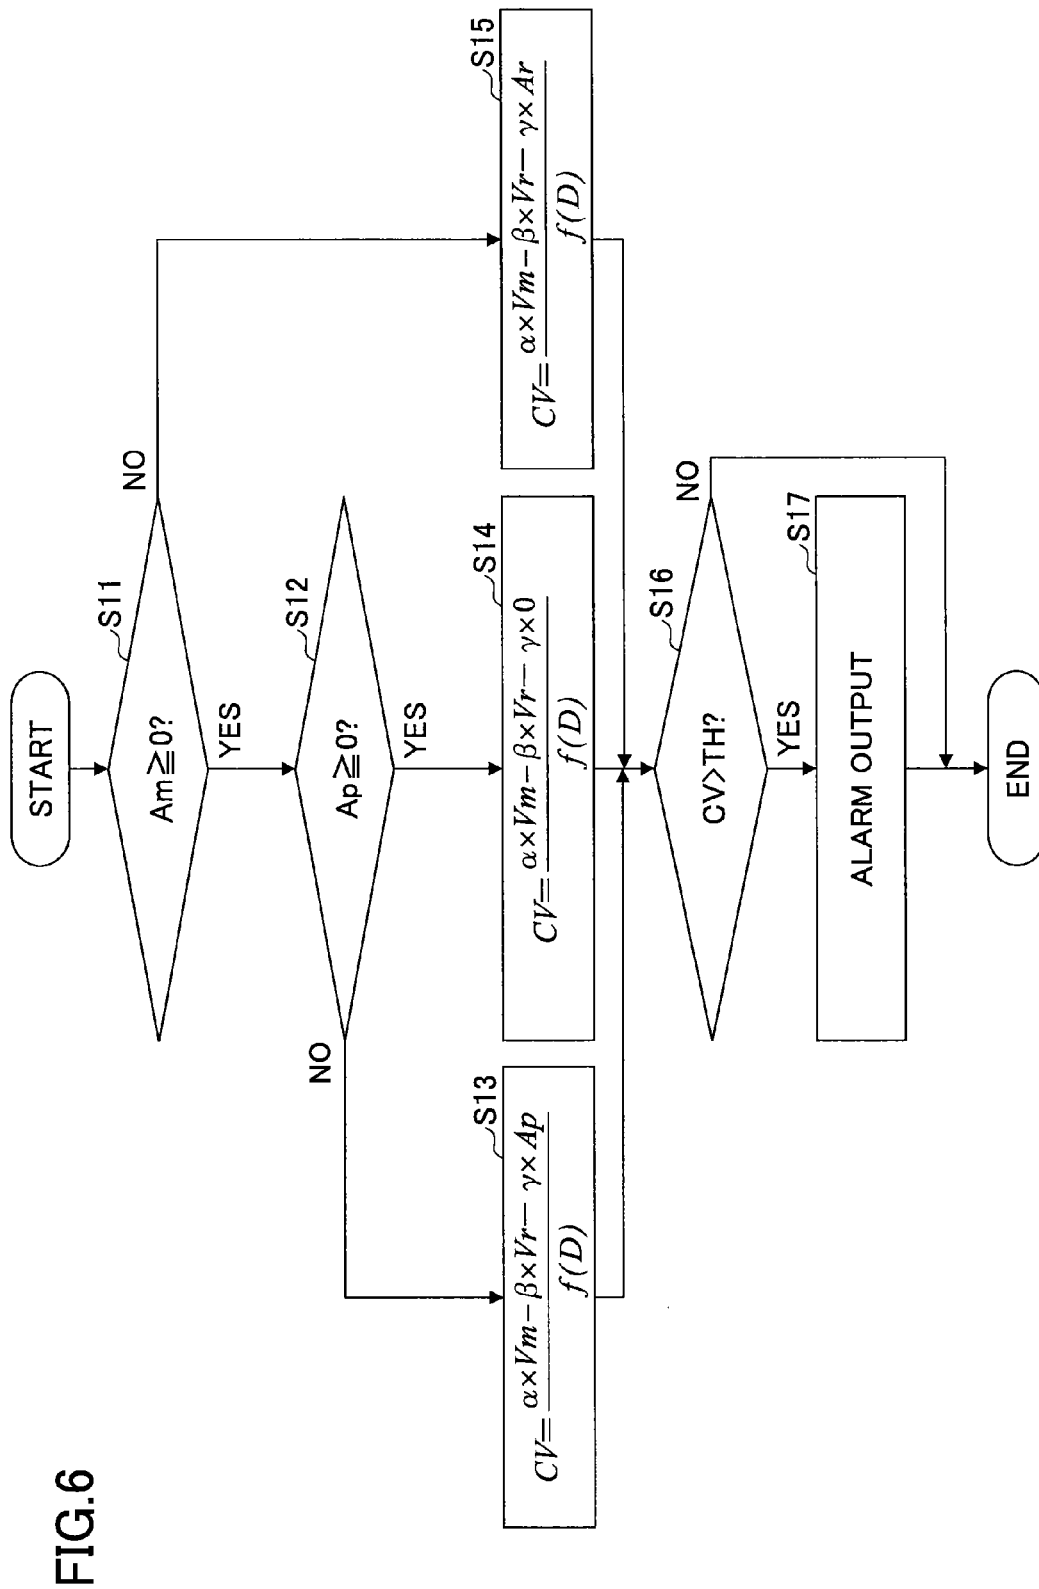 FIG.6
START
S11
Am≧0?
NO
YES
S12
Ap≧0?
NO
YES
S13
CV= α×Vm−β×Vr−γ×Ap
f(D)
S14
CV= α×Vm−β×Vr−γ×0
f(D)
S15
CV= α×Vm−β×Vr−γ×Ar
f(D)
S16
CV>TH?
NO
YES
S17
ALARM OUTPUT
END